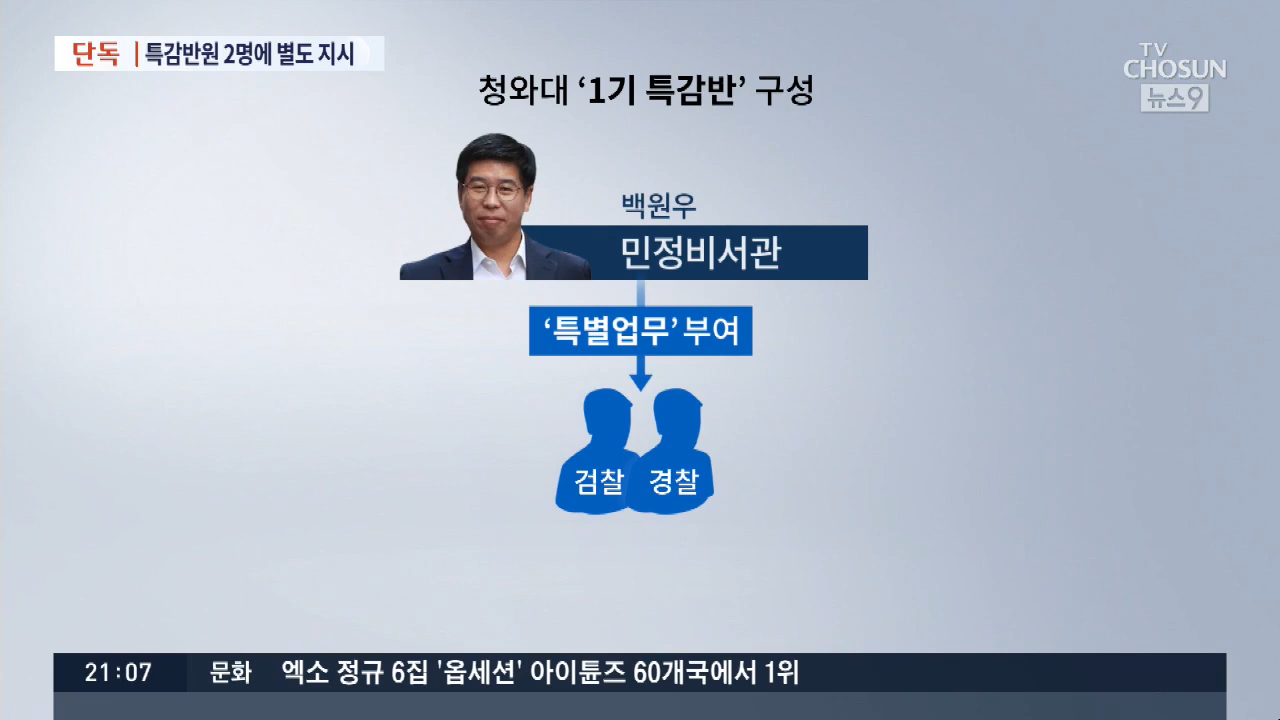 단독 | 특감반원 2명에 별도 지시
TV
CHOSUN
뉴스9
청와대 ‘1기 특감반’ 구성
백원우
민정비서관
‘특별업무’ 부여
검찰 경찰
21:07 문화 엑소 정규 6집 '옵세션' 아이튠즈 60개국에서 1위